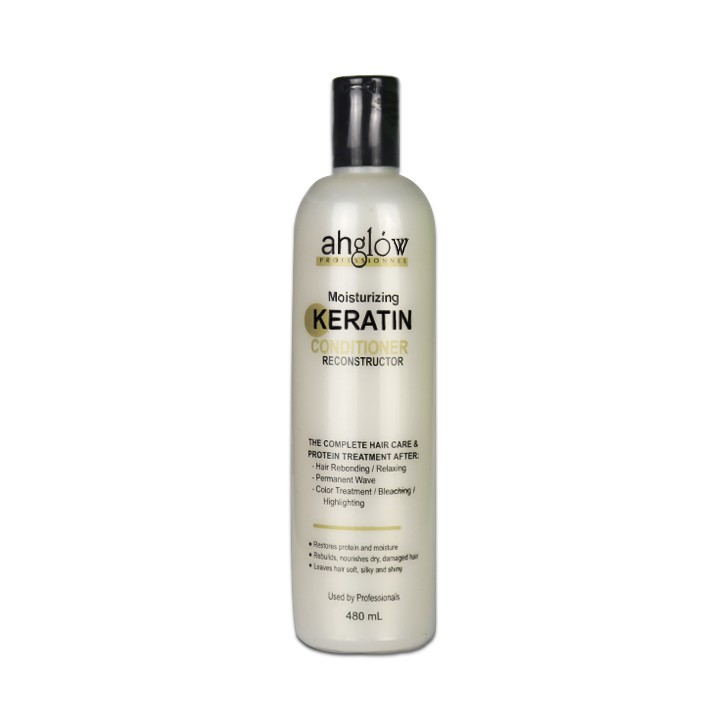 ahglów
PROFESSIONNEL
Moisturizing
KERATIN
CONDITIONER
RECONSTRUCTOR
THE COMPLETE HAIR CARE &
PROTEIN TREATMENT AFTER:
- Hair Rebonding / Relaxing
- Permanent Wave
- Color Treatment / Bleaching /
Highlighting
• Restores protein and moisture
• Rebuilds, nourishes dry, damaged hair
• Leaves hair soft, silky and shiny
Used by Professionals
480 mL